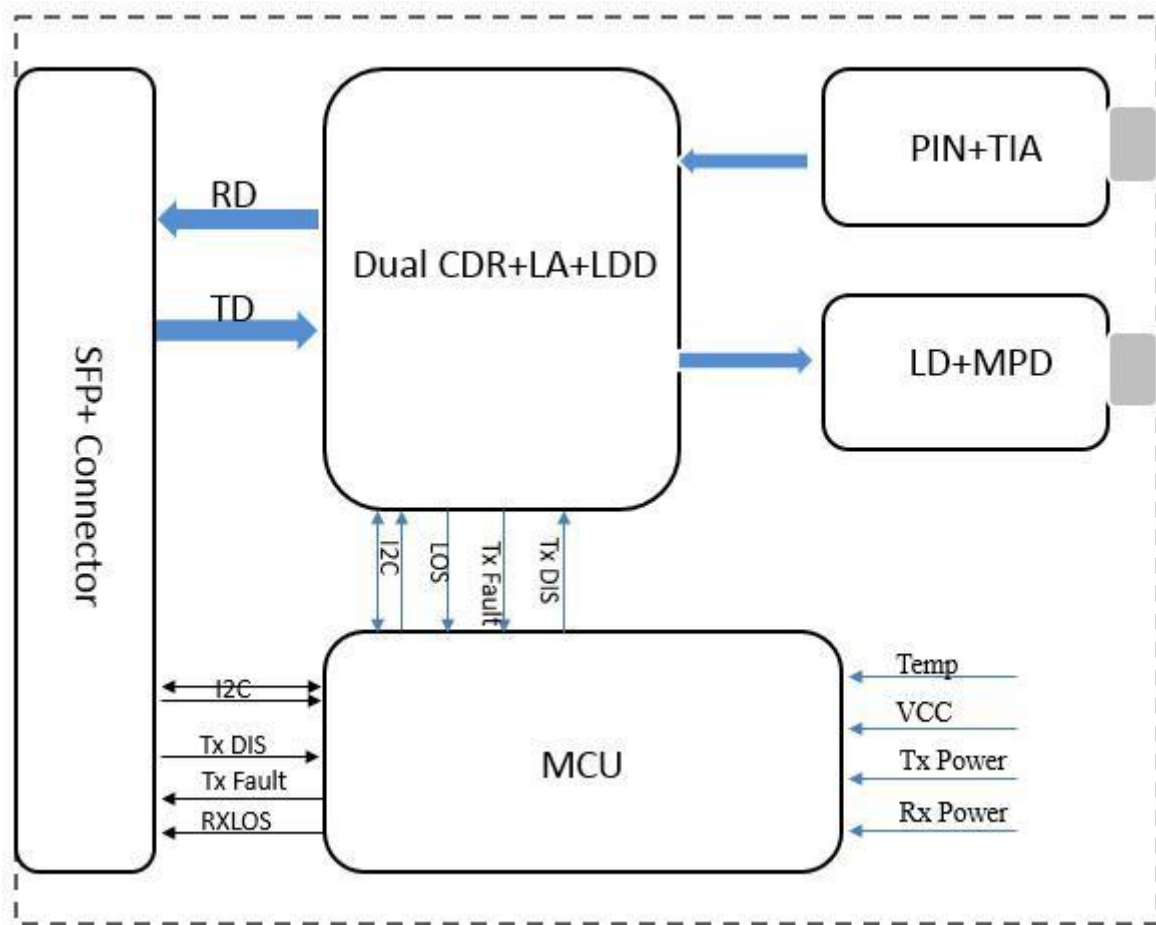 PIN+TIA
RD
Dual CDR+LA+LDD
TD
LD+MPD
SFP+ Connector
I2C
LOS
Tx Fault
Tx DIS
Temp
I2C
VCC
Tx DIS
MCU
Tx Power
Tx Fault
Rx Power
RXLOS